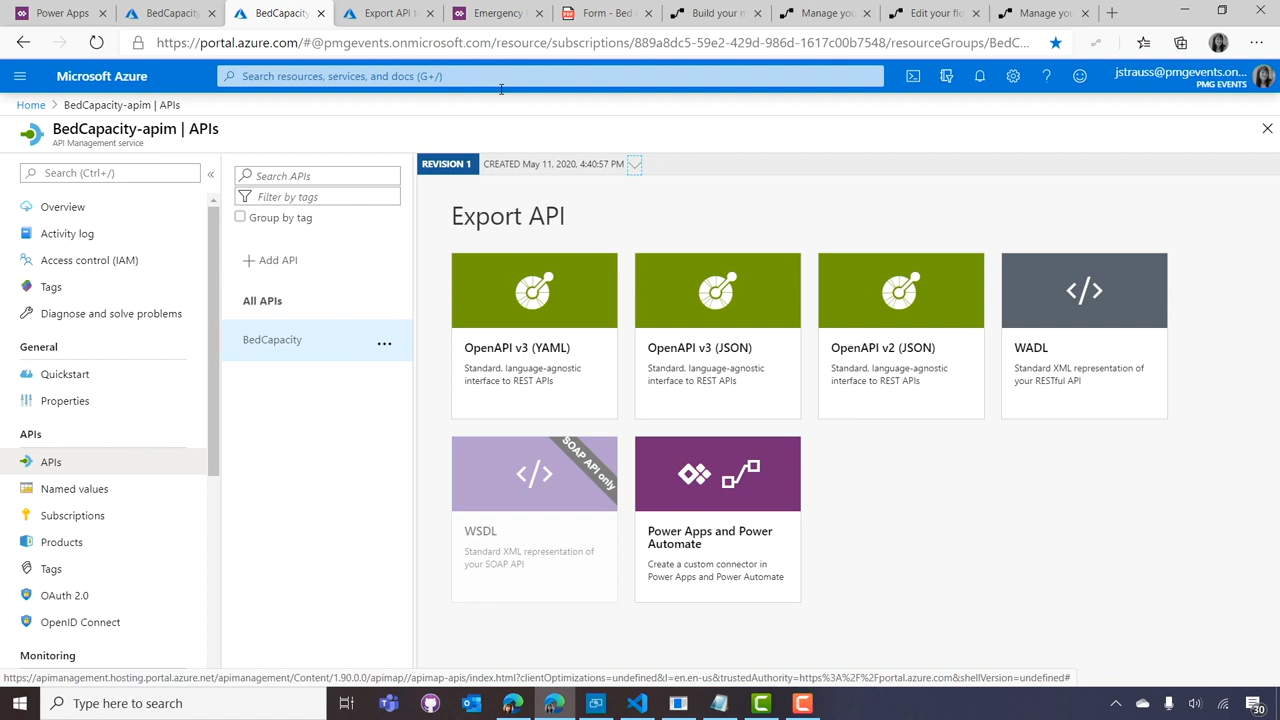 Power Apps
BedCapacity
BedCapacity
Export API t
Emergency
Form - Bed
Build your
Manage you
Edit your flo
Manage you
https://portal.azure.com/#@pmgevents.onmicrosoft.com/resource/subscriptions/889a8dc5-59e2-429d-986d-1617c00b7548/resourceGroups/BedC...
Microsoft Azure
Search resources, services, and docs (G+/)
jstrauss@pmgevents.on...
PMG EVENTS
Home > BedCapacity-apim | APIs
BedCapacity-apim | APIs
API Management service
Search (Ctrl+/)
Overview
Activity log
Access control (IAM)
Tags
Diagnose and solve problems
General
Quickstart
Properties
APIs
APIs
Named values
Subscriptions
Products
Tags
OAuth 2.0
OpenID Connect
Monitoring
Search APIs
Filter by tags
Group by tag
+ Add API
All APIs
BedCapacity
...
REVISION 1
CREATED May 11, 2020, 4:40:57 PM
Export API
OpenAPI v3 (YAML)
Standard, language-agnostic
interface to REST APIs
OpenAPI v3 (JSON)
Standard, language-agnostic
interface to REST APIs
OpenAPI v2 (JSON)
Standard, language-agnostic
interface to REST APIs
</>
WADL
Standard XML representation of
your RESTful API
</>
SOAP API only
WSDL
Standard XML representation of
your SOAP API
Power Apps and Power
Automate
Create a custom connector in
Power Apps and Power Automate
https://apimanagement.hosting.portal.azure.net/apimanagement/Content/1.90.0.0/apimap//apimap-apis/index.html?clientOptimizations=undefined&l=en.en-us&trustedAuthority=https%3A%2F%2Fportal.azure.com&shellVersion=undefined#
Type here to search
30